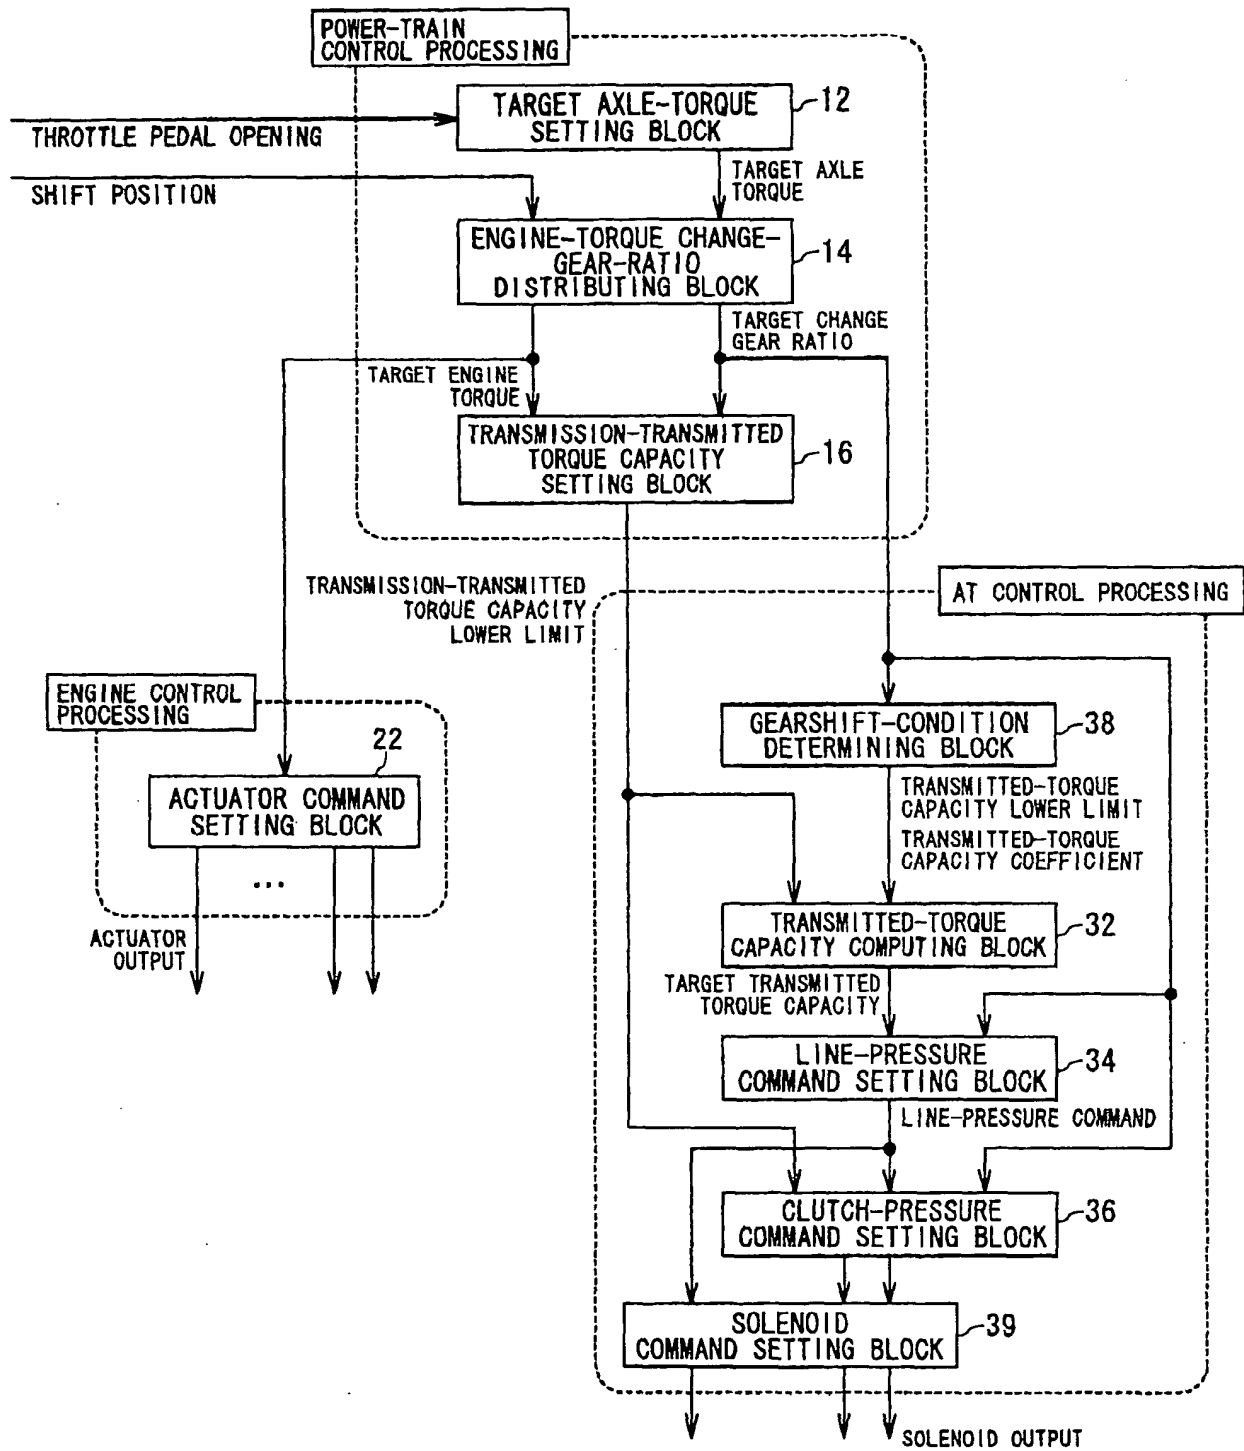 POWER-TRAIN
CONTROL PROCESSING
TARGET AXLE-TORQUE
SETTING BLOCK
12
THROTTLE PEDAL OPENING
TARGET AXLE
TORQUE
SHIFT POSITION
ENGINE-TORQUE CHANGE-
GEAR-RATIO
DISTRIBUTING BLOCK
14
TARGET CHANGE
GEAR RATIO
TARGET ENGINE
TORQUE
TRANSMISSION-TRANSMITTED
TORQUE CAPACITY
SETTING BLOCK
16
TRANSMISSION-TRANSMITTED
TORQUE CAPACITY
LOWER LIMIT
AT CONTROL PROCESSING
ENGINE CONTROL
PROCESSING
22
ACTUATOR COMMAND
SETTING BLOCK
...
ACTUATOR
OUTPUT
GEARSHIFT-CONDITION
DETERMINING BLOCK
38
TRANSMITTED-TORQUE
CAPACITY LOWER LIMIT
TRANSMITTED-TORQUE
CAPACITY COEFFICIENT
TRANSMITTED-TORQUE
CAPACITY COMPUTING BLOCK
32
TARGET TRANSMITTED
TORQUE CAPACITY
LINE-PRESSURE
COMMAND SETTING BLOCK
34
LINE-PRESSURE COMMAND
CLUTCH-PRESSURE
COMMAND SETTING BLOCK
36
SOLENOID
COMMAND SETTING BLOCK
39
SOLENOID OUTPUT